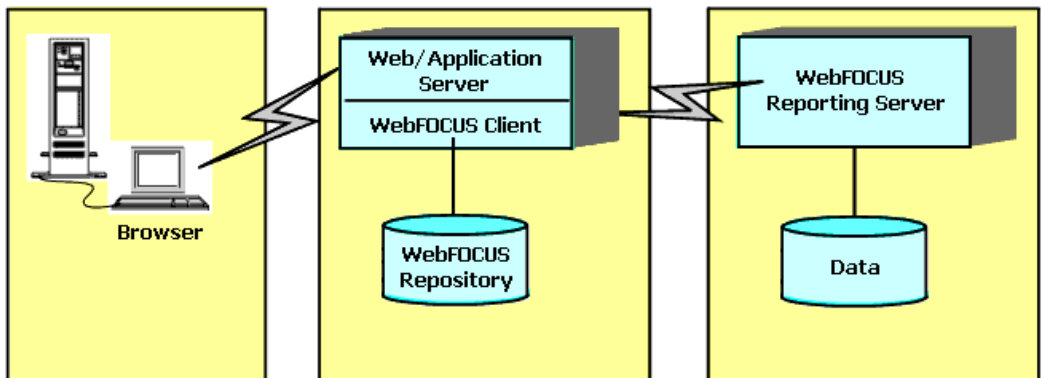 Browser
Web/Application
Server
WebFOCUS Client
WebFOCUS
Repository
WebFOCUS
Reporting Server
Data